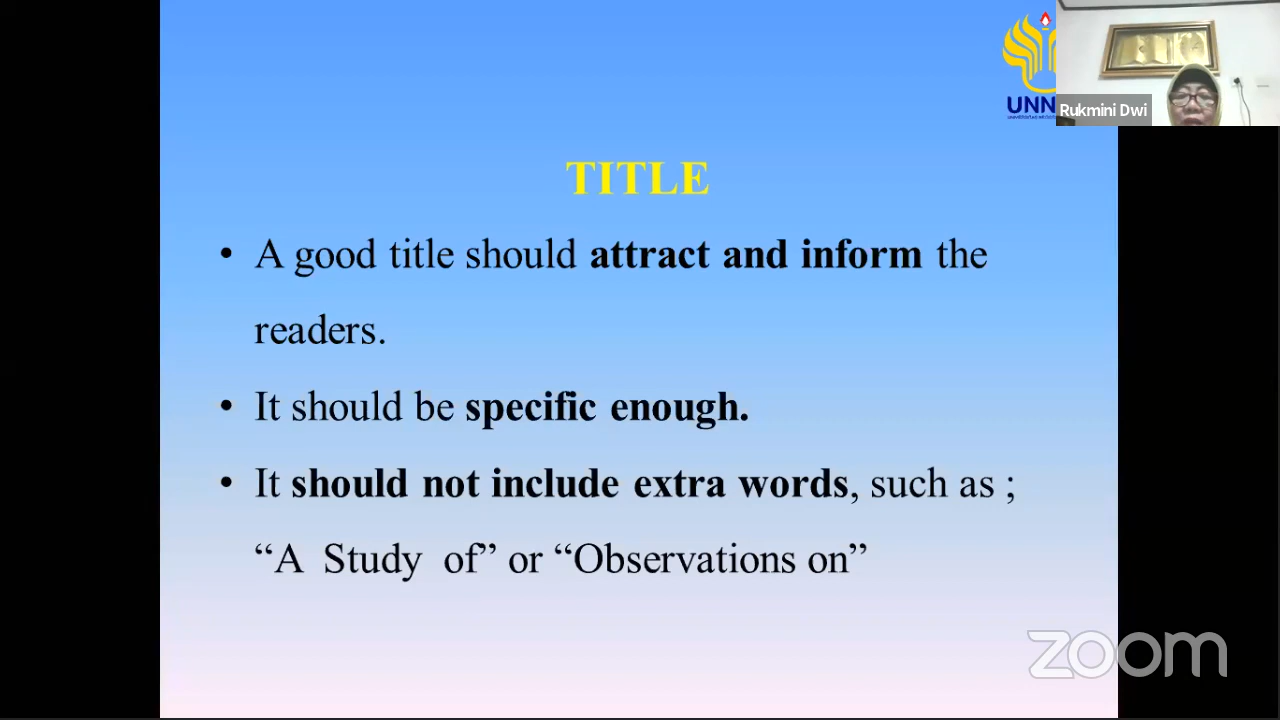 UNN
Rukmini Dwi
TITLE
• A good title should attract and inform the
readers.
• It should be specific enough.
• It should not include extra words, such as ;
“A Study of” or “Observations on”
zoom